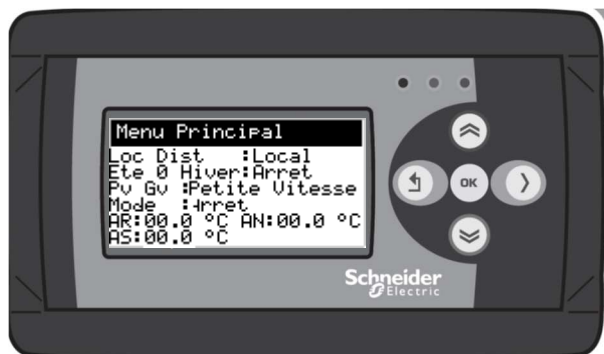 Menu Principal
Loc Dist :Local
Ete 0 Hiver:Arret
Pv Gv :Petite Vitesse
Mode :Arret
AR:00.0 °C AN:00.0 °C
AS:00.0 °C
OK
Schneider
Electric